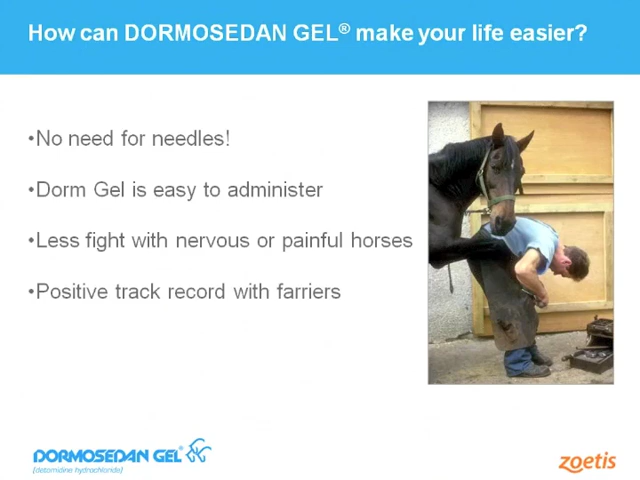 How can DORMOSEDAN GEL® make your life easier?
•No need for needles!
•Dorm Gel is easy to administer
•Less fight with nervous or painful horses
•Positive track record with farriers
DORMOSEDAN GEL®
(detomidine hydrochloride)
zoetis